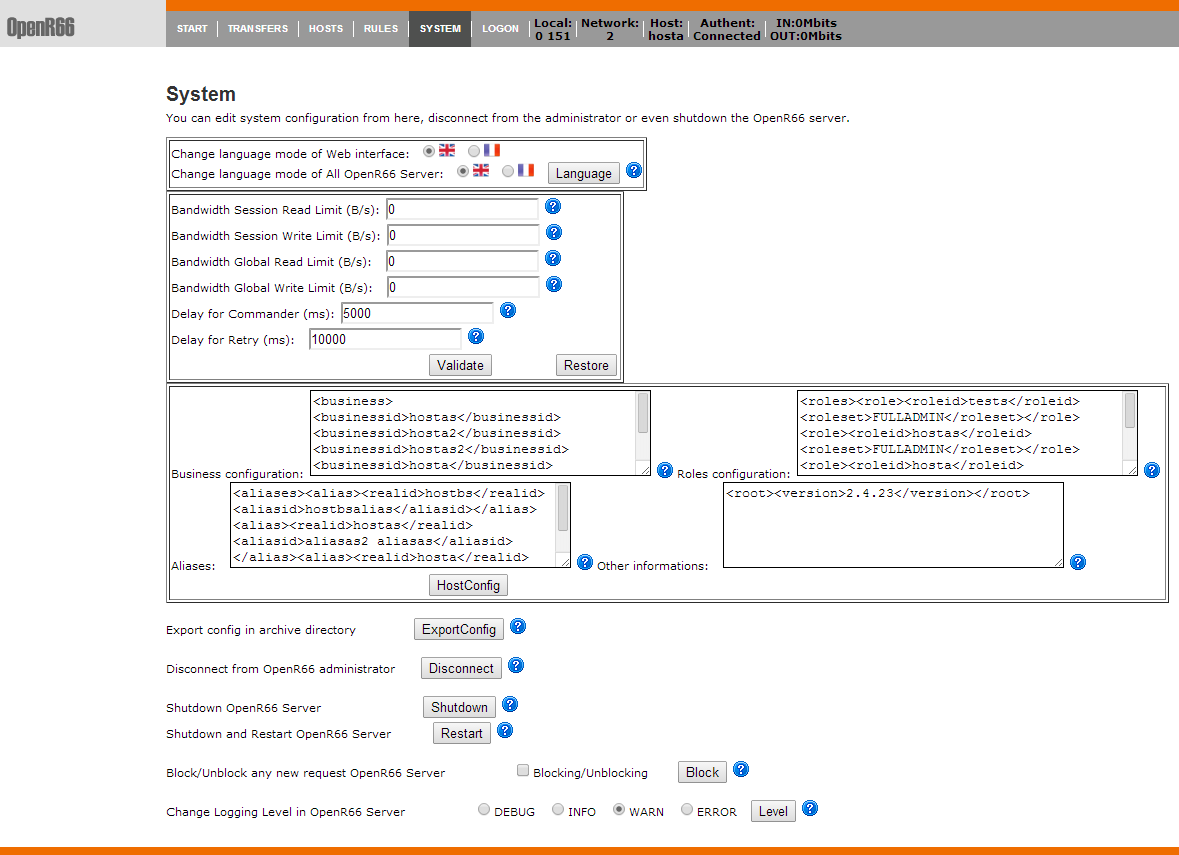 OpenR66
START TRANSFERS HOSTS RULES SYSTEM LOGON Local: Network: Host: Authent: IN:0Mbits
0 151 2 hosta Connected OUT:0Mbits
System
You can edit system configuration from here, disconnect from the administrator or even shutdown the OpenR66 server.
Change language mode of Web interface:
Change language mode of All OpenR66 Server: Language ?
Bandwidth Session Read Limit (B/s): 0 ?
Bandwidth Session Write Limit (B/s): 0 ?
Bandwidth Global Read Limit (B/s): 0 ?
Bandwidth Global Write Limit (B/s): 0 ?
Delay for Commander (ms): 5000 ?
Delay for Retry (ms): 10000 ?
Validate Restore
Business configuration:
<business>
<businessid>hostas</businessid>
<businessid>hosta2</businessid>
<businessid>hostas2</businessid>
<businessid>hosta</businessid>
? Roles configuration:
<roles><role><roleid>tests</roleid>
<roleset>FULLADMIN</roleset></role>
<role><roleid>hostas</roleid>
<roleset>FULLADMIN</roleset></role>
<role><roleid>hosta</roleid>
?
Aliases:
<aliases><alias><realid>hostbs</realid>
<aliasid>hostbsalias</aliasid></alias>
<alias><realid>hostas</realid>
<aliasid>aliasas2 aliasas</aliasid>
</alias><alias><realid>hosta</realid>
? Other informations:
<root><version>2.4.23</version></root>
?
HostConfig
Export config in archive directory ExportConfig ?
Disconnect from OpenR66 administrator Disconnect ?
Shutdown OpenR66 Server Shutdown ?
Shutdown and Restart OpenR66 Server Restart ?
Block/Unblock any new request OpenR66 Server Blocking/Unblocking Block ?
Change Logging Level in OpenR66 Server DEBUG INFO WARN ERROR Level ?